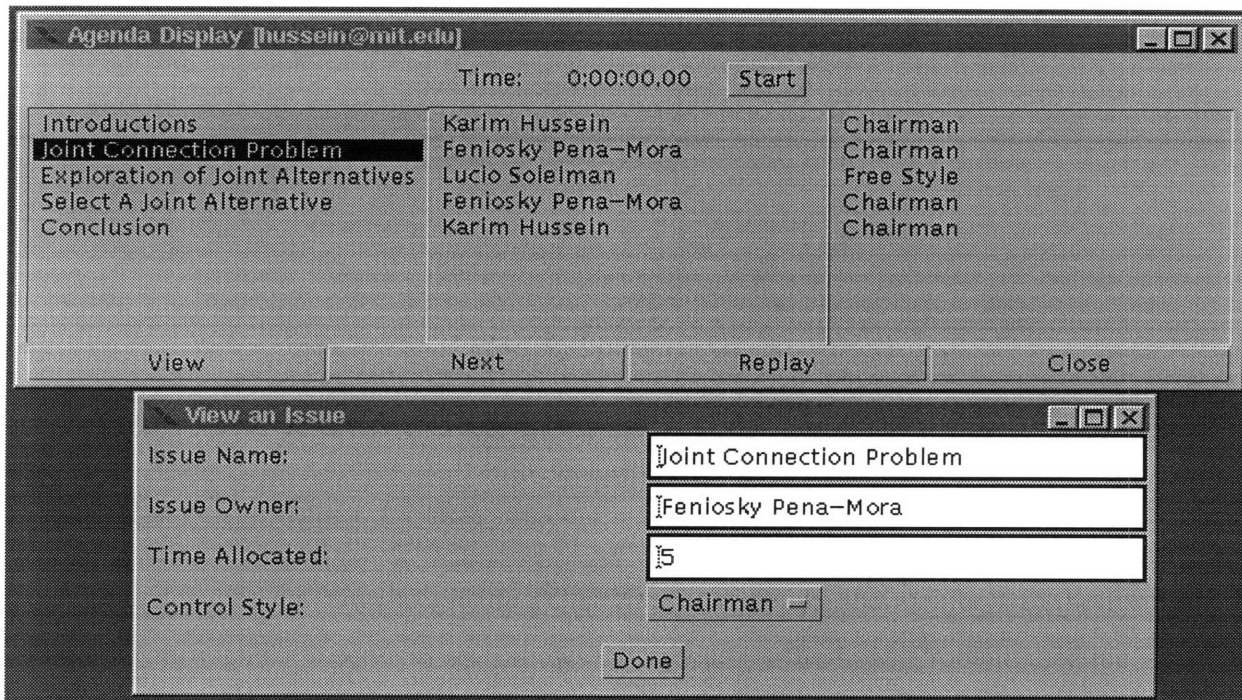 Agenda Display [hussein@mit.edu]
Time: 0:00:00.00 Start
Introductions Karim Hussein Chairman
Joint Connection Problem Feniosky Pena-Mora Chairman
Exploration of Joint Alternatives Lucio Soleiman Free Style
Select A Joint Alternative Feniosky Pena-Mora Chairman
Conclusion Karim Hussein Chairman
View Next Replay Close
View an Issue
Issue Name: Joint Connection Problem
Issue Owner: Feniosky Pena-Mora
Time Allocated: 5
Control Style: Chairman
Done